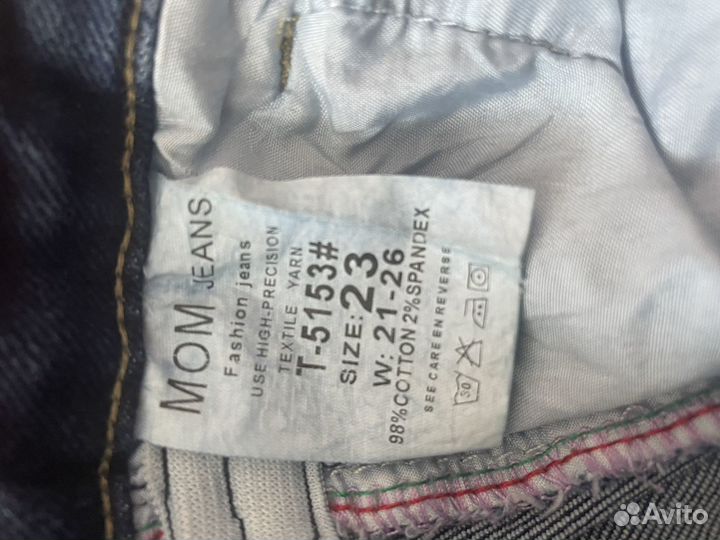 MOM JEANS
Fashion jeans
USE HIGH-PRECISION
TEXTILE YARN
T-5153#
SIZE:23
W: 21-26
98%COTTON 2%SPANDEX
SEE CARE EN REVERSE
30
Avito